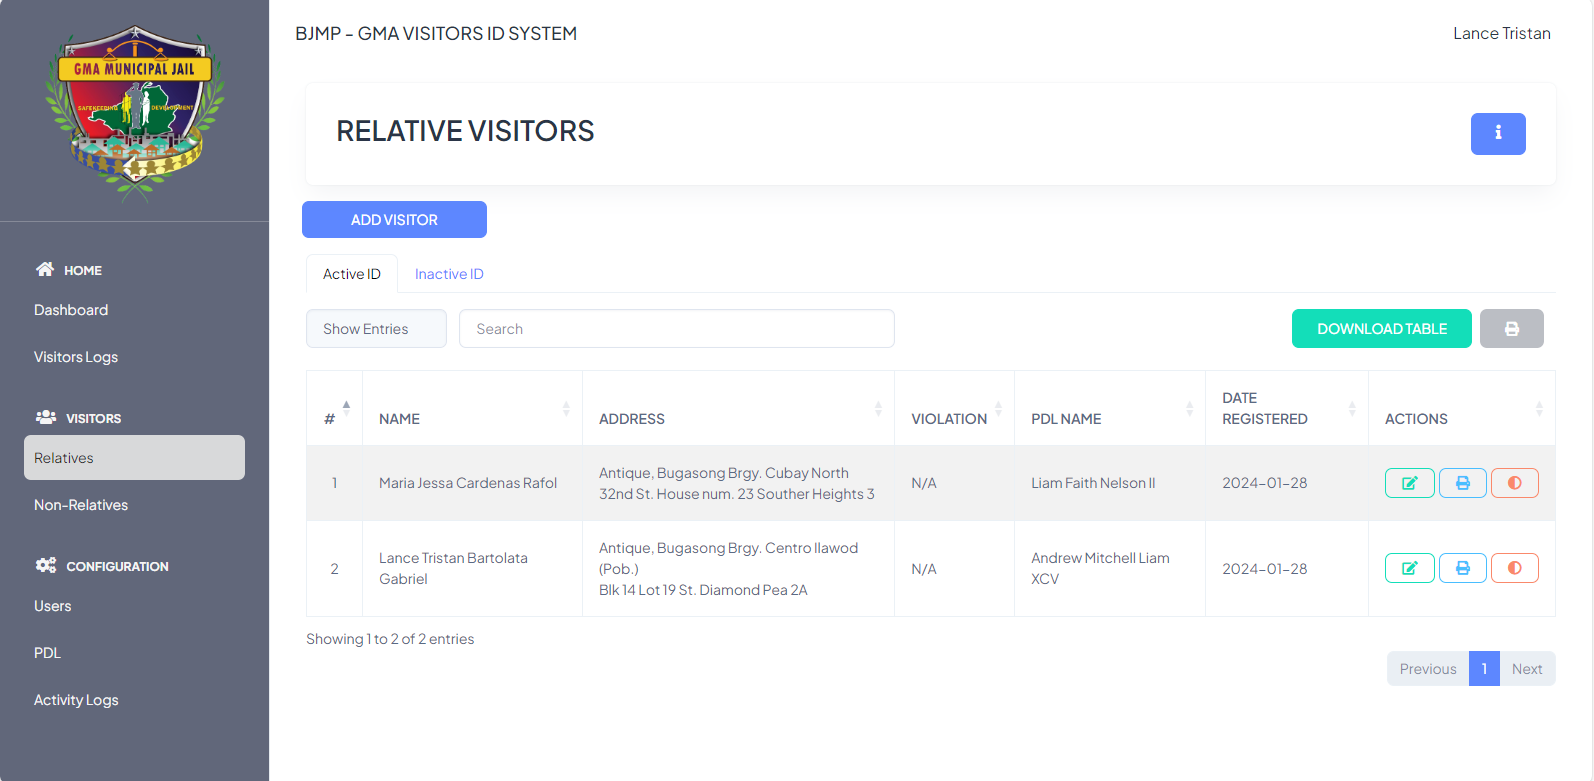 GMA MUNICIPAL JAIL
SAFEKEEPING DEVELOPMENT
HOME
Dashboard
Visitors Logs
VISITORS
Relatives
Non-Relatives
CONFIGURATION
Users
PDL
Activity Logs
BJMP - GMA VISITORS ID SYSTEM
Lance Tristan
RELATIVE VISITORS
ADD VISITOR
Active ID Inactive ID
Show Entries Search DOWNLOAD TABLE
# NAME ADDRESS VIOLATION PDL NAME DATE REGISTERED ACTIONS
1 Maria Jessa Cardenas Rafol Antique, Bugasong Brgy. Cubay North
32nd St. House num. 23 Souther Heights 3 N/A Liam Faith Nelson II 2024-01-28
2 Lance Tristan Bartolata
Gabriel Antique, Bugasong Brgy. Centro Ilawod
(Pob.)
Blk 14 Lot 19 St. Diamond Pea 2A N/A Andrew Mitchell Liam
XCV 2024-01-28
Showing 1 to 2 of 2 entries
Previous 1 Next